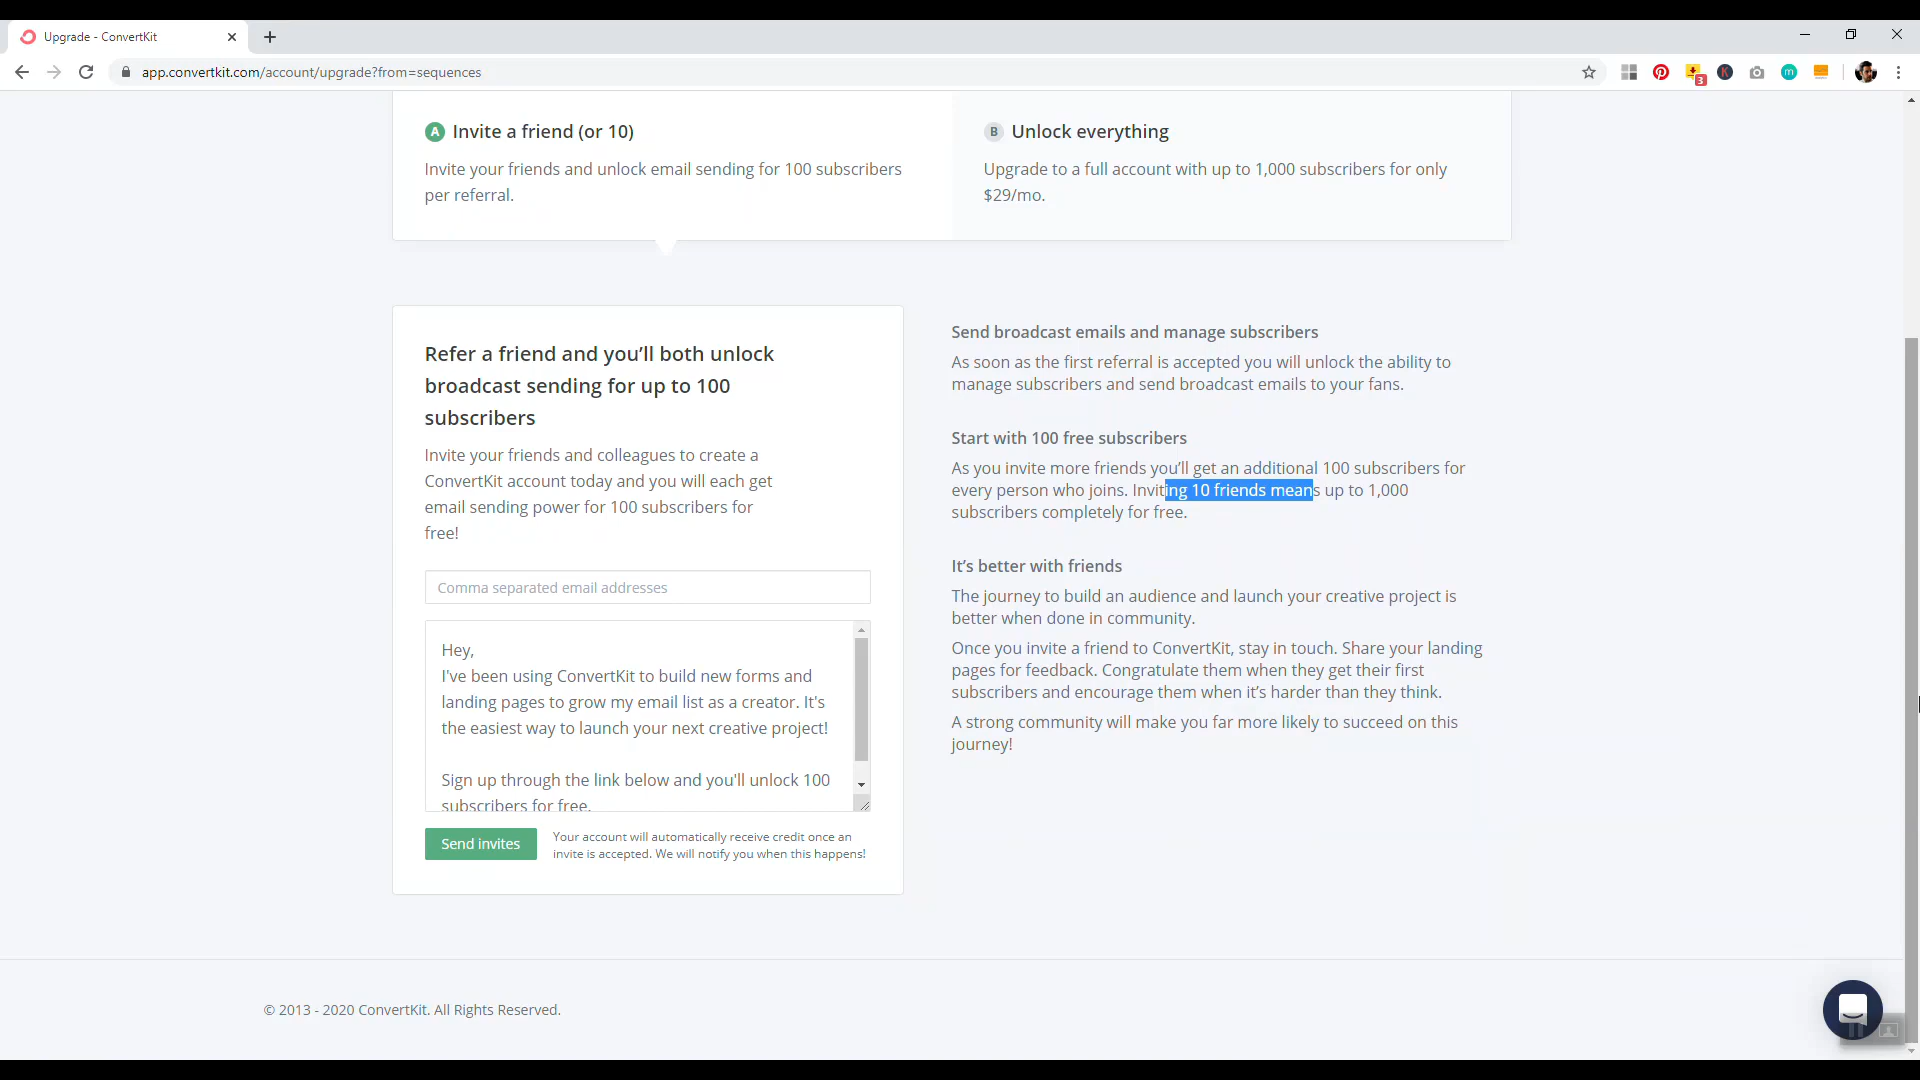 Upgrade - ConvertKit
app.convertkit.com/account/upgrade?from=sequences
3
K
m
A Invite a friend (or 10)
Invite your friends and unlock email sending for 100 subscribers
per referral.
B Unlock everything
Upgrade to a full account with up to 1,000 subscribers for only
$29/mo.
Refer a friend and you’ll both unlock
broadcast sending for up to 100
subscribers
Invite your friends and colleagues to create a
ConvertKit account today and you will each get
email sending power for 100 subscribers for
free!
Comma separated email addresses
Hey,
I've been using ConvertKit to build new forms and
landing pages to grow my email list as a creator. It's
the easiest way to launch your next creative project!
Sign up through the link below and you'll unlock 100
subscribers for free.
Send invites
Your account will automatically receive credit once an
invite is accepted. We will notify you when this happens!
Send broadcast emails and manage subscribers
As soon as the first referral is accepted you will unlock the ability to
manage subscribers and send broadcast emails to your fans.
Start with 100 free subscribers
As you invite more friends you’ll get an additional 100 subscribers for
every person who joins. Inviting 10 friends means up to 1,000
subscribers completely for free.
It’s better with friends
The journey to build an audience and launch your creative project is
better when done in community.
Once you invite a friend to ConvertKit, stay in touch. Share your landing
pages for feedback. Congratulate them when they get their first
subscribers and encourage them when it’s harder than they think.
A strong community will make you far more likely to succeed on this
journey!
© 2013 - 2020 ConvertKit. All Rights Reserved.